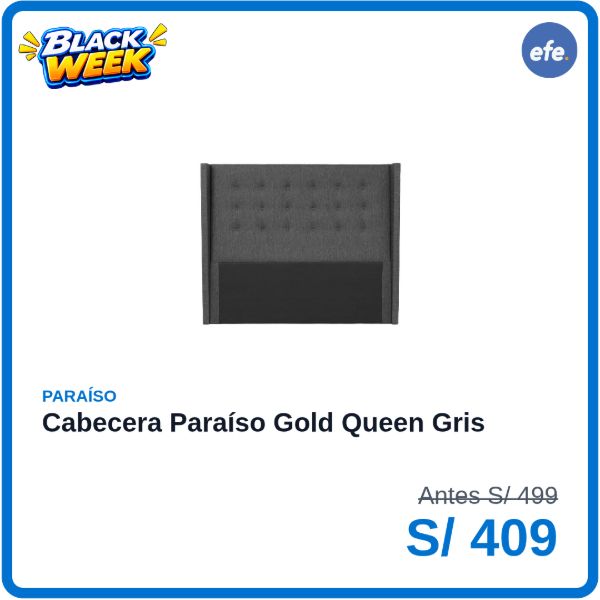 BLACK
WEEK
efe.
PARAÍSO
Cabecera Paraíso Gold Queen Gris
Antes S/ 499
S/ 409